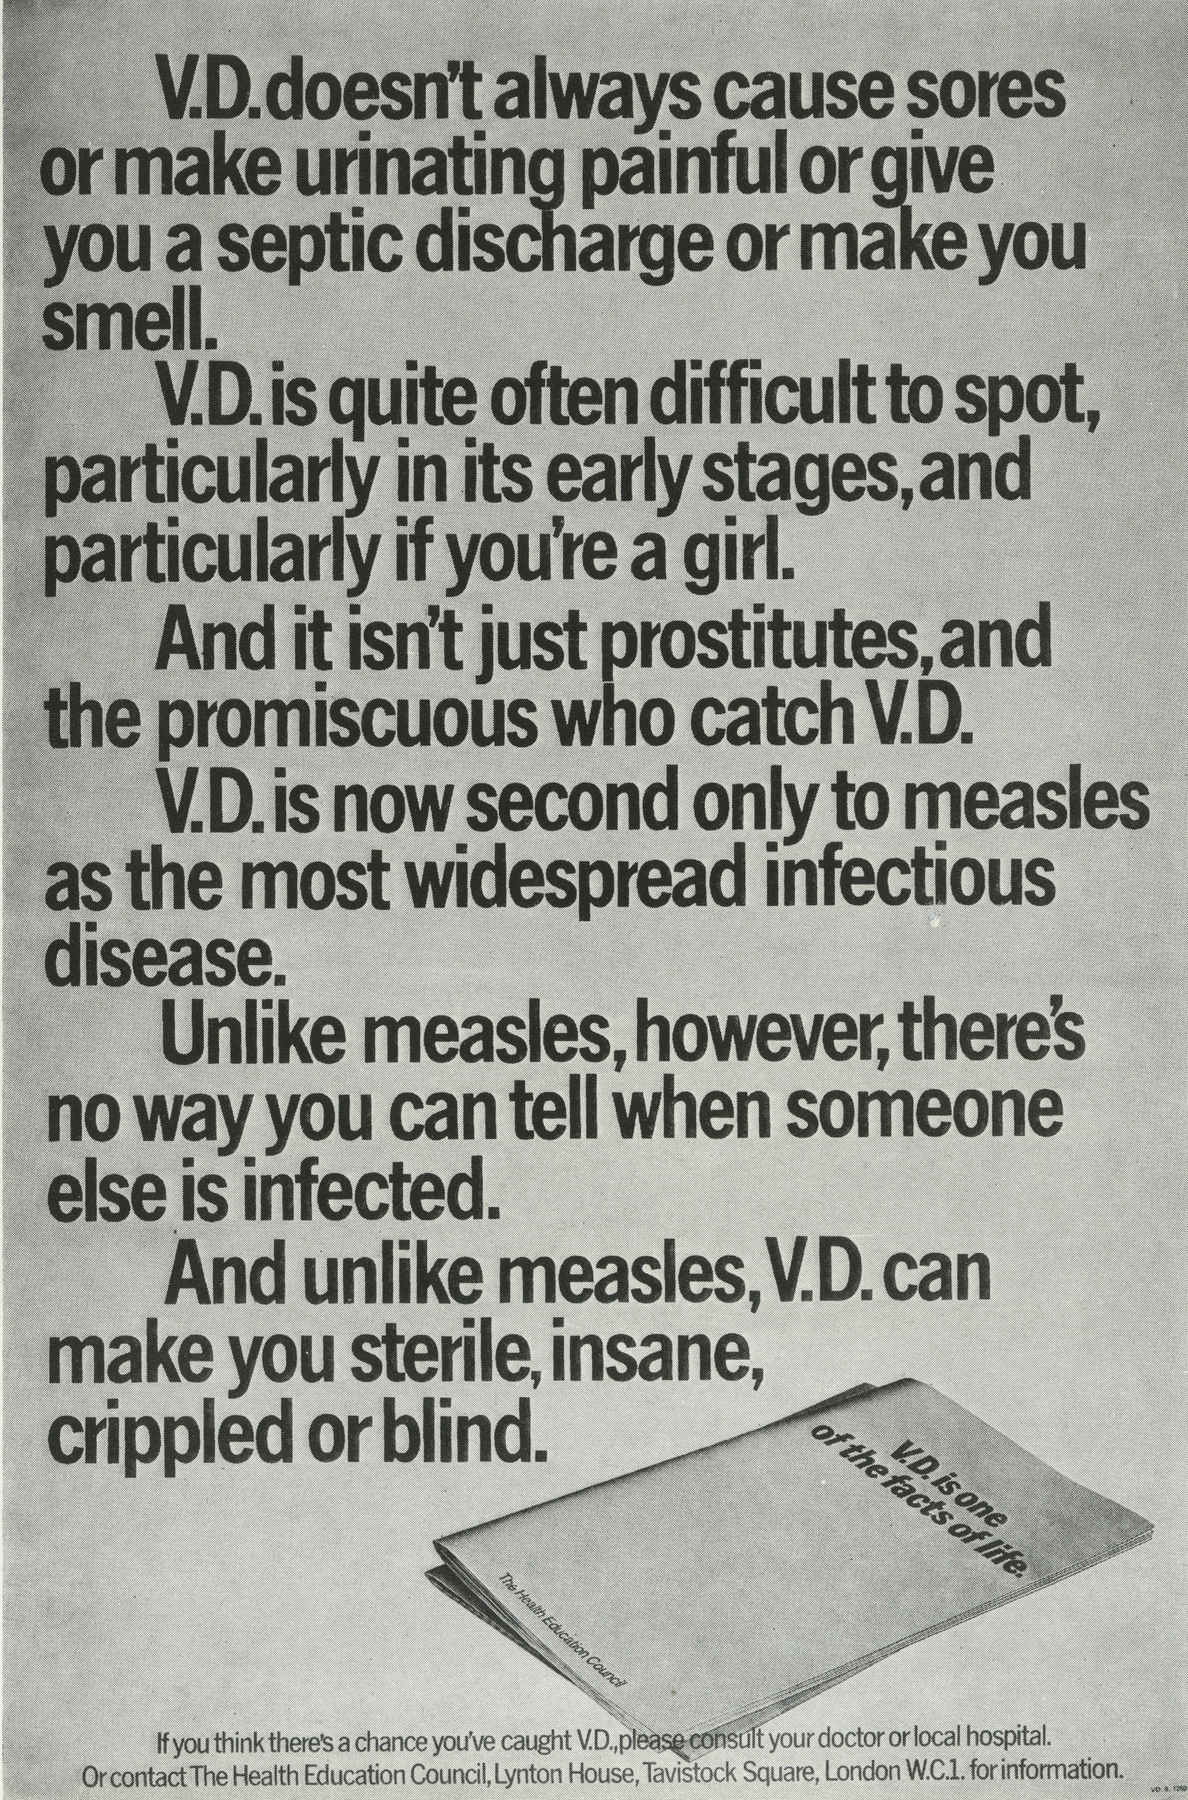 V.D. doesn't always cause sores
or make urinating painful or give
you a septic discharge or make you
smell.
V.D. is quite often difficult to spot,
particularly in its early stages, and
particularly if you're a girl.
And it isn't just prostitutes, and
the promiscuous who catch V.D.
V.D. is now second only to measles
as the most widespread infectious
disease.
Unlike measles, however, there's
no way you can tell when someone
else is infected.
And unlike measles, V.D. can
make you sterile, insane,
crippled or blind.
V.D. is one
of the facts of life.
The Health Education Council
If you think there's a chance you've caught V.D., please consult your doctor or local hospital.
Or contact The Health Education Council, Lynton House, Tavistock Square, London W.C.1. for information.